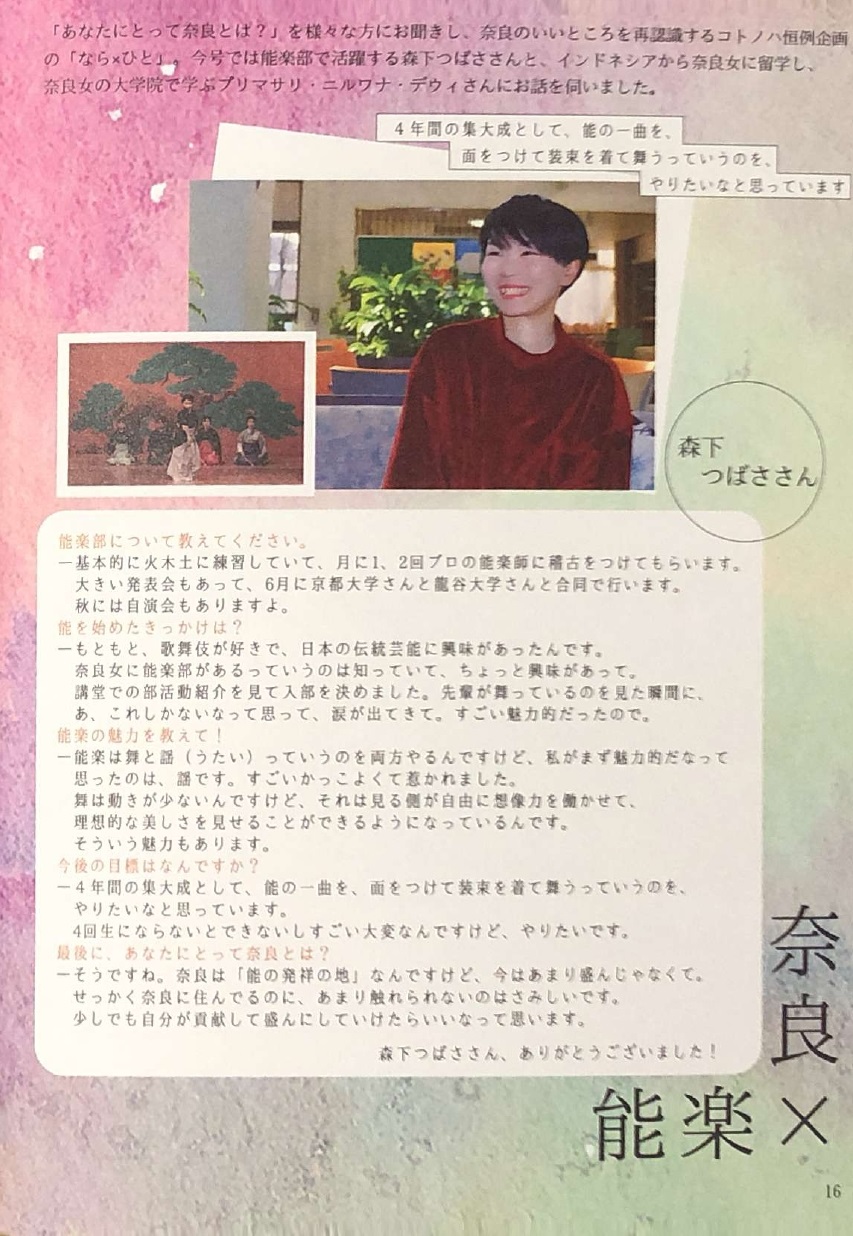 「あなたにとって奈良とは？」を様々な方にお聞きし、奈良のいいところを再認識するコトノハ恒例企画
の「なら×ひと」。今号では能楽部で活躍する森下つばささんと、インドネシアから奈良女に留学し、
奈良女の大学院で学ぶプリマサリ・ニルワナ・デウィさんにお話を伺いました。
４年間の集大成として、能の一曲を、
面をつけて装束を着て舞うっていうのを、
やりたいなと思っています
森下
つばささん
能楽部について教えてください。
―基本的に火木土に練習していて、月に1、2回プロの能楽師に稽古をつけてもらいます。
大きい発表会もあって、6月に京都大学さんと龍谷大学さんと合同で行います。
秋には自演会もありますよ。
能を始めたきっかけは？
―もともと、歌舞伎が好きで、日本の伝統芸能に興味があったんです。
奈良女に能楽部があるっていうのは知っていて、ちょっと興味があって。
講堂での部活動紹介を見て入部を決めました。先輩が舞っているのを見た瞬間に、
あ、これしかないなって思って、涙が出てきて。すごい魅力的だったので。
能楽の魅力を教えて！
―能楽は舞と謡（うたい）っていうのを両方やるんですけど、私がまず魅力的だなって
思ったのは、謡です。すごいかっこよくて惹かれました。
舞は動きが少ないんですけど、それは見る側が自由に想像力を働かせて、
理想的な美しさを見せることができるようになっているんです。
そういう魅力もあります。
今後の目標はなんですか？
―４年間の集大成として、能の一曲を、面をつけて装束を着て舞うっていうのを、
やりたいなと思っています。
4回生にならないとできないしすごい大変なんですけど、やりたいです。
最後に、あなたにとって奈良とは？
―そうですね。奈良は「能の発祥の地」なんですけど、今はあまり盛んじゃなくて。
せっかく奈良に住んでるのに、あまり触れられないのはさみしいです。
少しでも自分が貢献して盛んにしていけたらいいなって思います。
森下つばささん、ありがとうございました！
奈良×
能楽
16